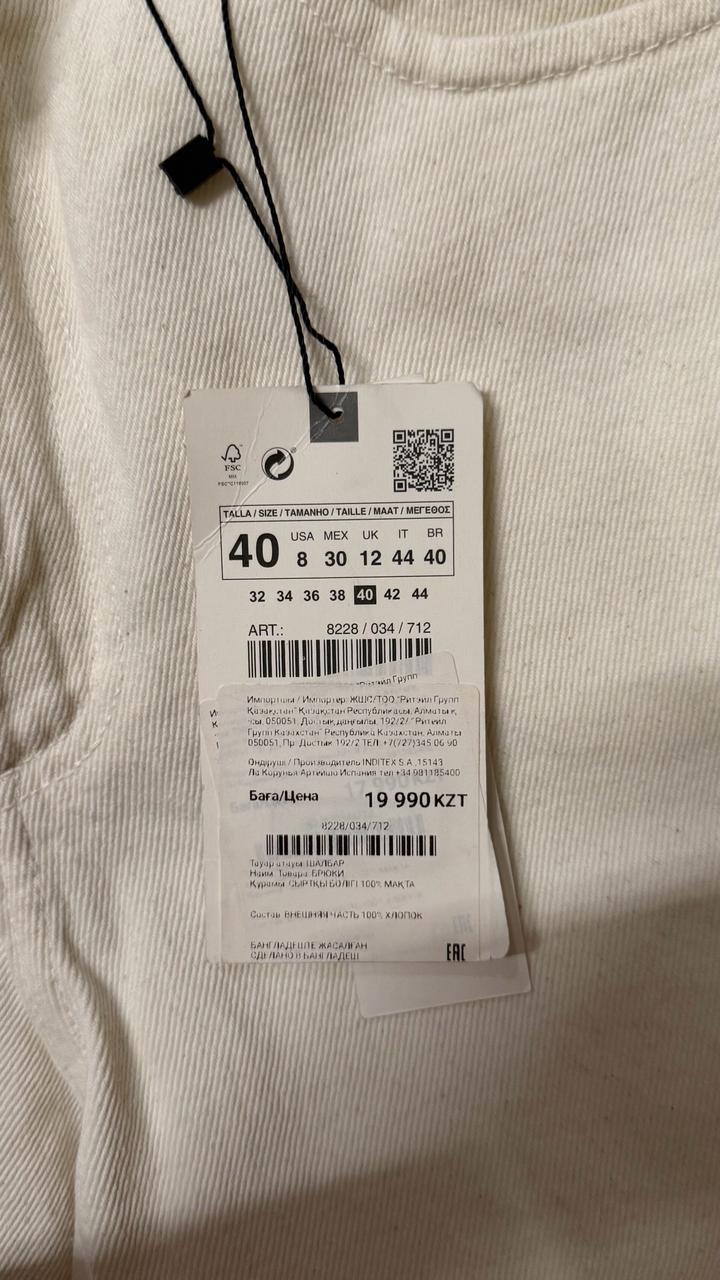 FSC
MIX
TALLA / SIZE / TAMANHO / TAILLE / MAAT / ΜΕΓΕΘΟΣ
40
USA MEX UK IT BR
8 30 12 44 40
32 34 36 38 40 42 44
ART.: 8228 / 034 / 712
"Ритэйл Групп
Импортшы / Импортер: ЖШС/ТОО "Ритэйл Групп
Қазақстан" Қазақстан Республикасы, Алматы қ
050051, Достық даңғылы, 192/2/ "Ритейл
Групп Казахстан" Республика Казахстан, Алматы
050051, Пр. Достык 192/2 ТЕЛ. +7(727)345 06 90
Өндіруші / Производитель INDITEX S.A.,15143
Ла Корунья Артейшо Испания тел +34 981185400
Баға/Цена 19 990 KZT
8228/034/712
Тауар атауы: ШАЛБАР
Наим. Товара: БРЮКИ
Құрамы: СЫРТҚЫ БӨЛІГІ 100% МАҚТА
Состав: ВНЕШНЯЯ ЧАСТЬ 100% ХЛОПОК
БАНГЛАДЕШТЕ ЖАСАЛҒАН
СДЕЛАНО В БАНГЛАДЕШ
EAC